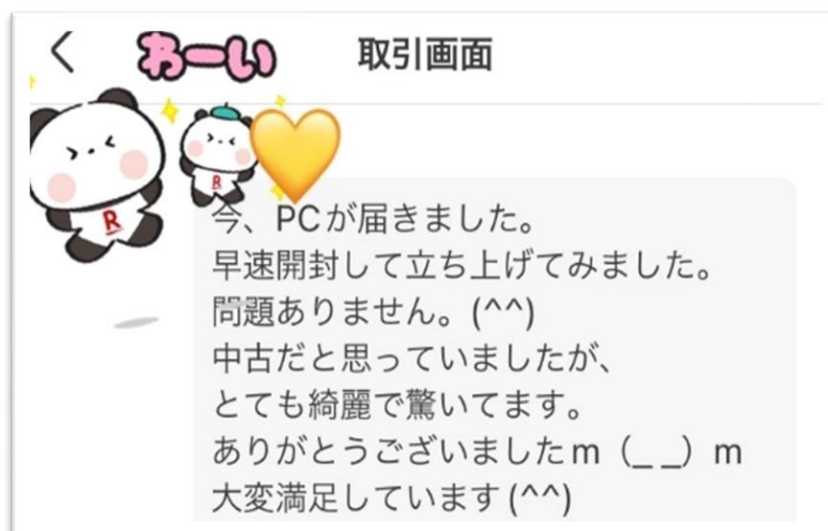 わーい
取引画面
R
R
今、PCが届きました。
早速開封して立ち上げてみました。
問題ありません。(^^)
中古だと思っていましたが、
とても綺麗で驚いてます。
ありがとうございましたm（_ _）m
大変満足しています(^^)